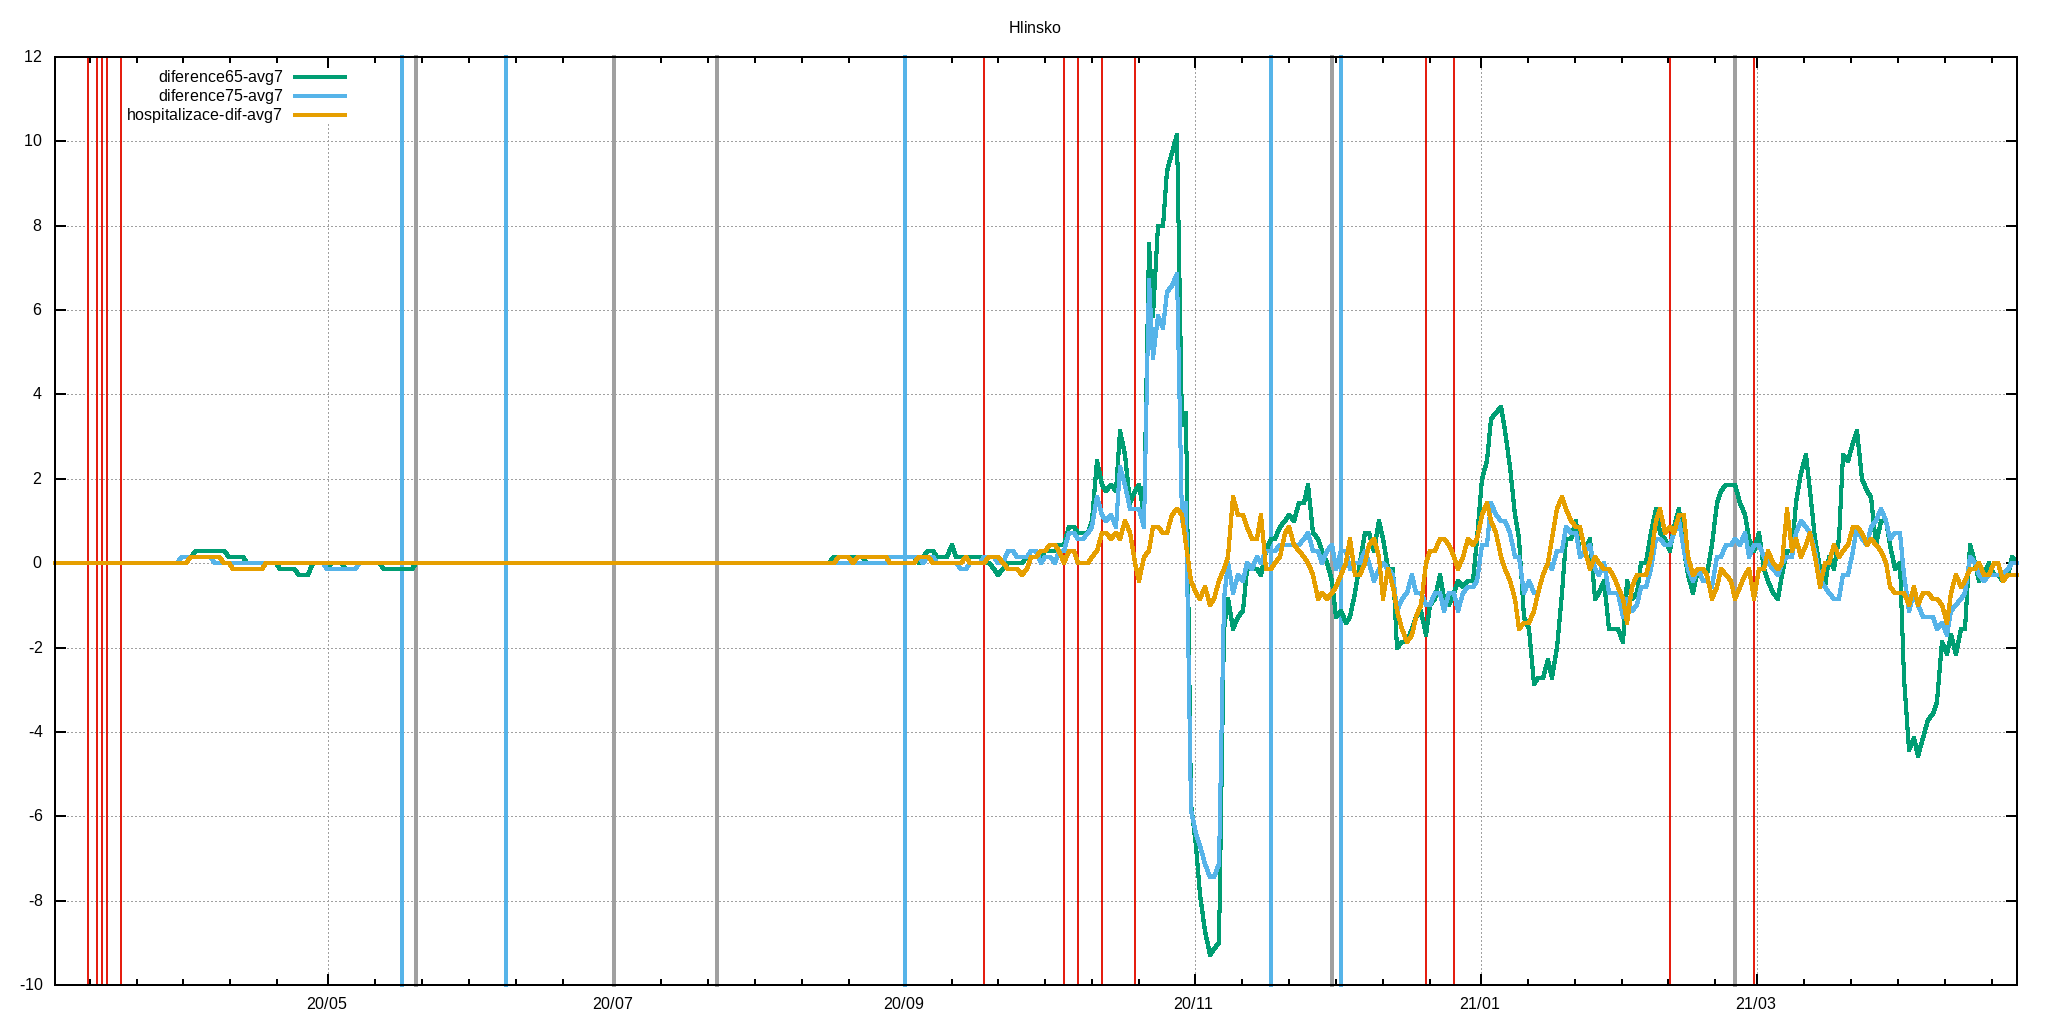 Hlinsko
diference65-avg7
diference75-avg7
hospitalizace-dif-avg7
12
10
8
6
4
2
0
-2
-4
-6
-8
-10
20/05 20/07 20/09 20/11 21/01 21/03